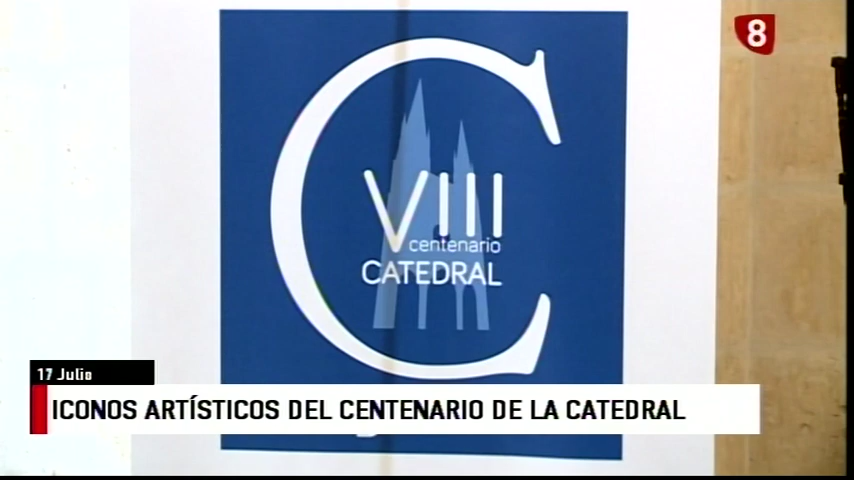 8
C
VIII
centenario
CATEDRAL
17 Julio
ICONOS ARTÍSTICOS DEL CENTENARIO DE LA CATEDRAL